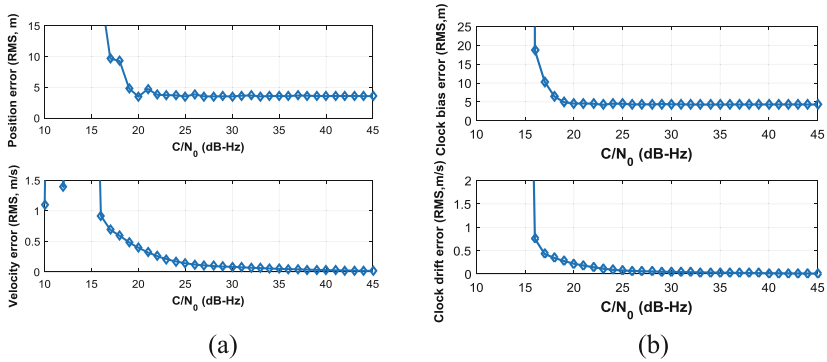 Position error (RMS, m)
15
10
5
0
10 15 20 25 30 35 40 45
C/N0 (dB-Hz)
Velocity error (RMS, m/s)
1.5
1
0.5
0
10 15 20 25 30 35 40 45
C/N0 (dB-Hz)
(a)
Clock bias error (RMS,m)
25
20
15
10
5
0
10 15 20 25 30 35 40 45
C/N0 (dB-Hz)
Clock drift error (RMS,m/s)
2
1.5
1
0.5
0
10 15 20 25 30 35 40 45
C/N0 (dB-Hz)
(b)